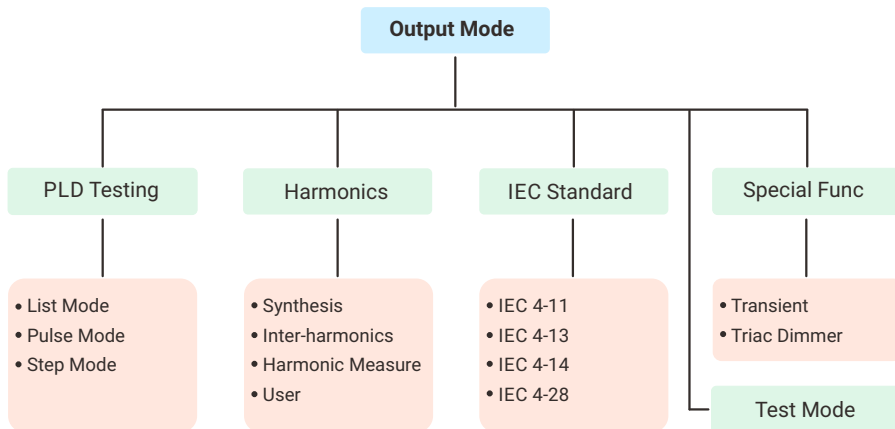 Output Mode
PLD Testing
Harmonics
IEC Standard
Special Func
• List Mode
• Pulse Mode
• Step Mode
• Synthesis
• Inter-harmonics
• Harmonic Measure
• User
• IEC 4-11
• IEC 4-13
• IEC 4-14
• IEC 4-28
• Transient
• Triac Dimmer
Test Mode